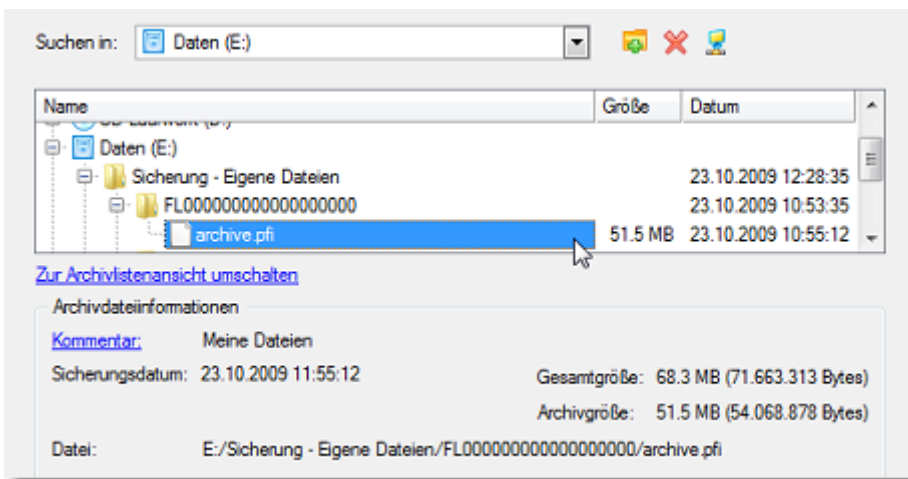 Suchen in: Daten (E:)
Name Größe Datum
Daten (E:)
Sicherung - Eigene Dateien 23.10.2009 12:28:35
FL000000000000000000 23.10.2009 10:53:35
archive.pfi 51.5 MB 23.10.2009 10:55:12
Zur Archivlistenansicht umschalten
Archivdateiinformationen
Kommentar: Meine Dateien
Sicherungsdatum: 23.10.2009 11:55:12
Gesamtgröße: 68.3 MB (71.663.313 Bytes)
Archivgröße: 51.5 MB (54.068.878 Bytes)
Datei: E:/Sicherung - Eigene Dateien/FL000000000000000000/archive.pfi